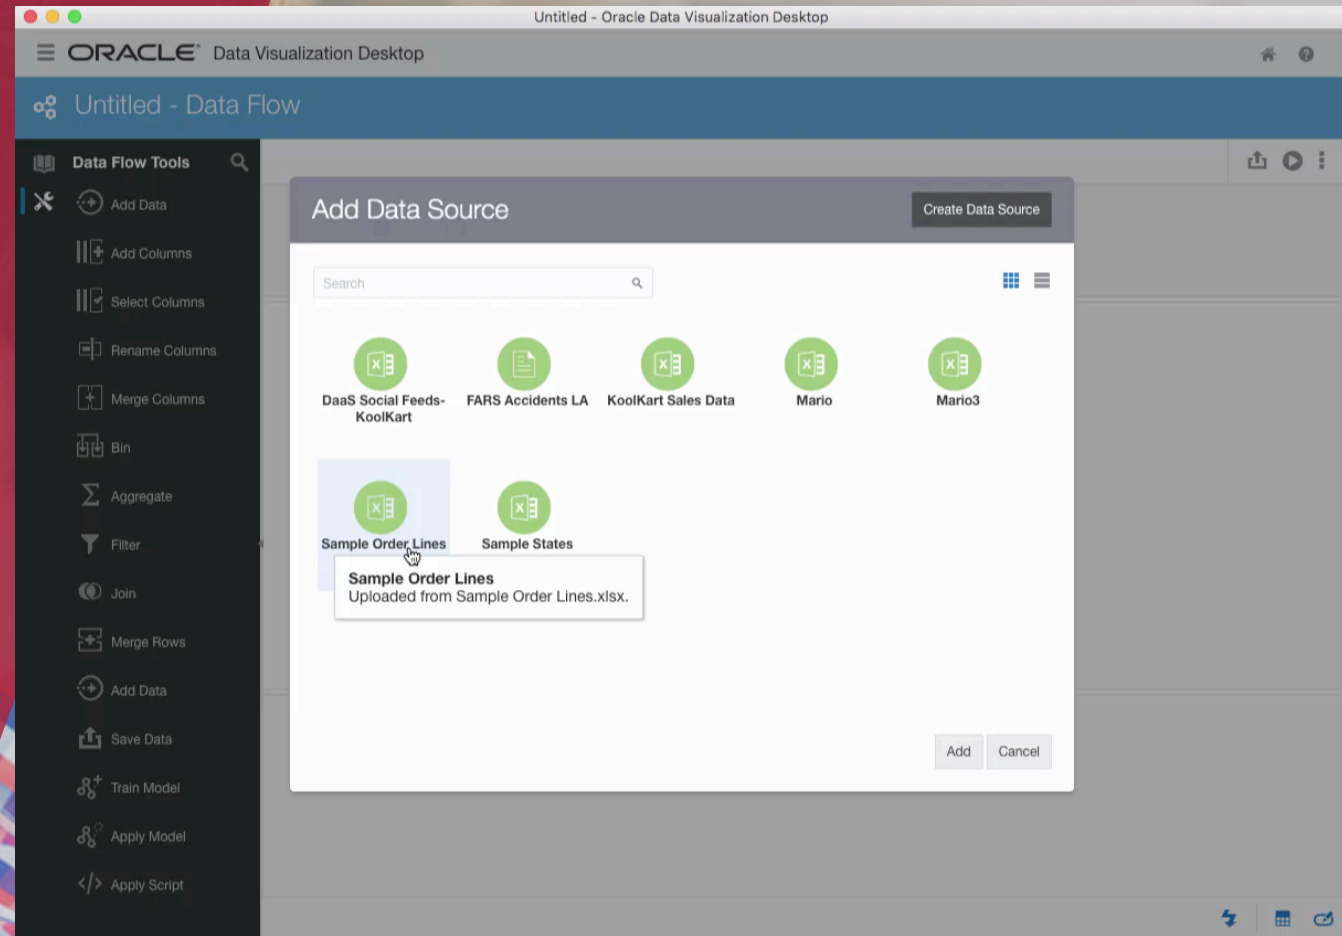 Untitled - Oracle Data Visualization Desktop
ORACLE® Data Visualization Desktop
Untitled - Data Flow
Data Flow Tools
Add Data
Add Columns
Select Columns
Rename Columns
Merge Columns
Bin
Aggregate
Filter
Join
Merge Rows
Add Data
Save Data
Train Model
Apply Model
Apply Script
Add Data Source
Create Data Source
Search
DaaS Social Feeds-
KoolKart
FARS Accidents LA
KoolKart Sales Data
Mario
Mario3
Sample Order Lines
Sample States
Sample Order Lines
Uploaded from Sample Order Lines.xlsx.
Add
Cancel